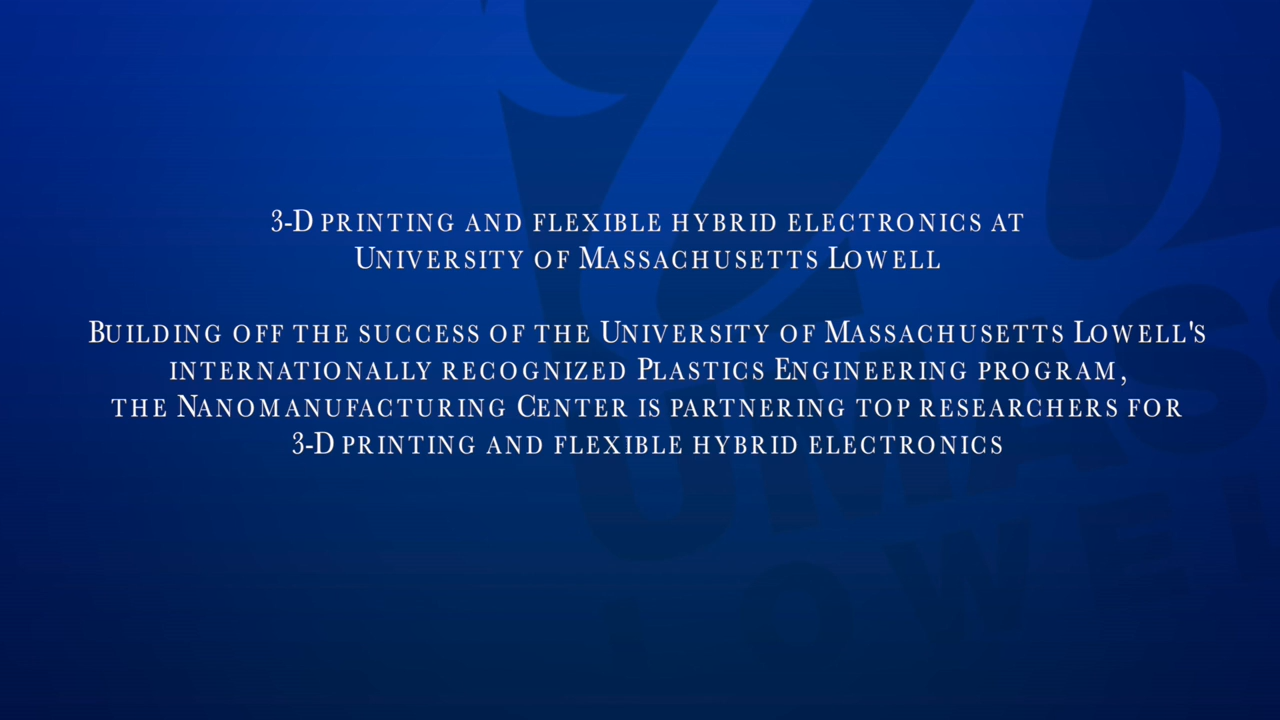 3-D PRINTING AND FLEXIBLE HYBRID ELECTRONICS AT
UNIVERSITY OF MASSACHUSETTS LOWELL
BUILDING OFF THE SUCCESS OF THE UNIVERSITY OF MASSACHUSETTS LOWELL'S
INTERNATIONALLY RECOGNIZED PLASTICS ENGINEERING PROGRAM,
THE NANOMANUFACTURING CENTER IS PARTNERING TOP RESEARCHERS FOR
3-D PRINTING AND FLEXIBLE HYBRID ELECTRONICS
UMASS
LOWEL